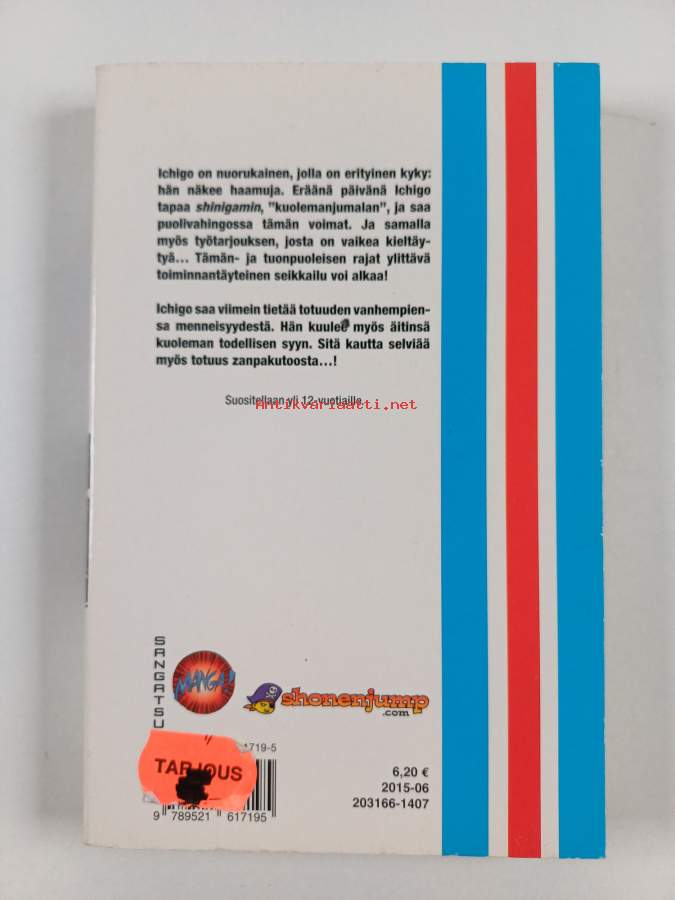 Ichigo on nuorukainen, jolla on erityinen kyky:
hän näkee haamuja. Eräänä päivänä Ichigo
tapaa shinigamin, "kuolemanjumalan", ja saa
puolivahingossa tämän voimat. Ja samalla
myös työtarjouksen, josta on vaikea kieltäy-
tyä... Tämän- ja tuonpuoleisen rajat ylittävä
toiminnantäyteinen seikkailu voi alkaa!
Ichigo saa viimein tietää totuuden vanhempien-
sa menneisyydestä. Hän kuulee myös äitinsä
kuoleman todellisen syyn. Sitä kautta selviää
myös totuus zanpakutoosta...!
Suositellaan yli 12-vuotiaille
Antikvariaatti.net
SANGATSU
MANGA!
shonenjump
.com
1719-5
TARJOUS
9 789521 617195
6,20 €
2015-06
203166-1407